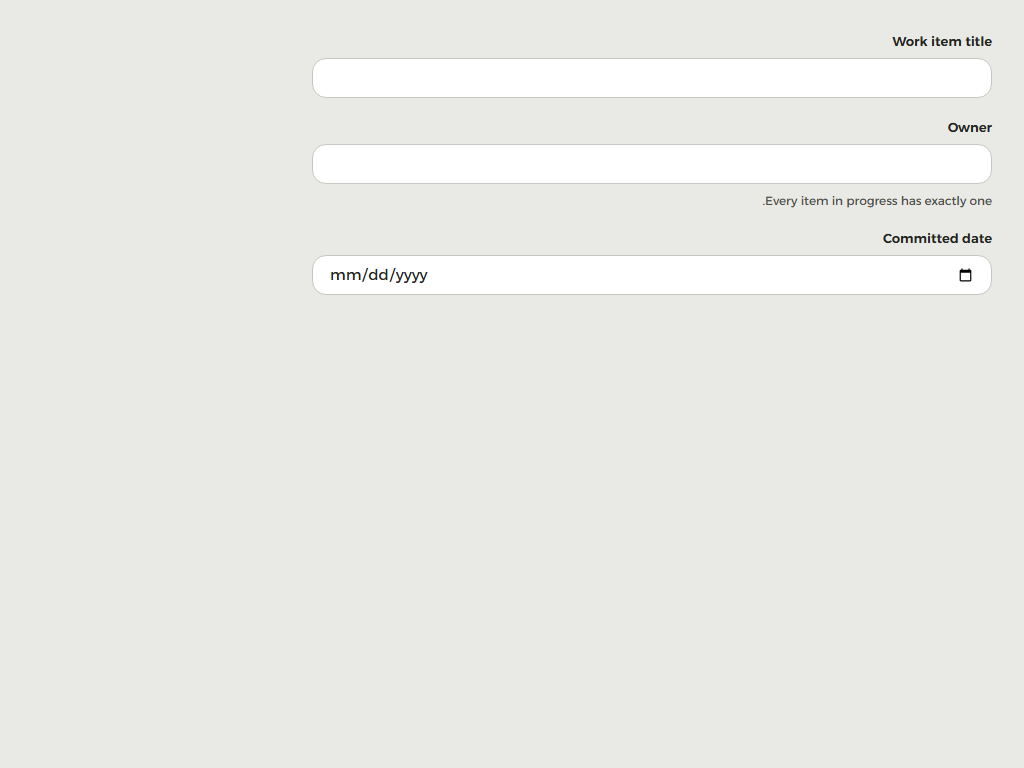 Work item title
Owner
.Every item in progress has exactly one
Committed date
mm/dd/yyyy